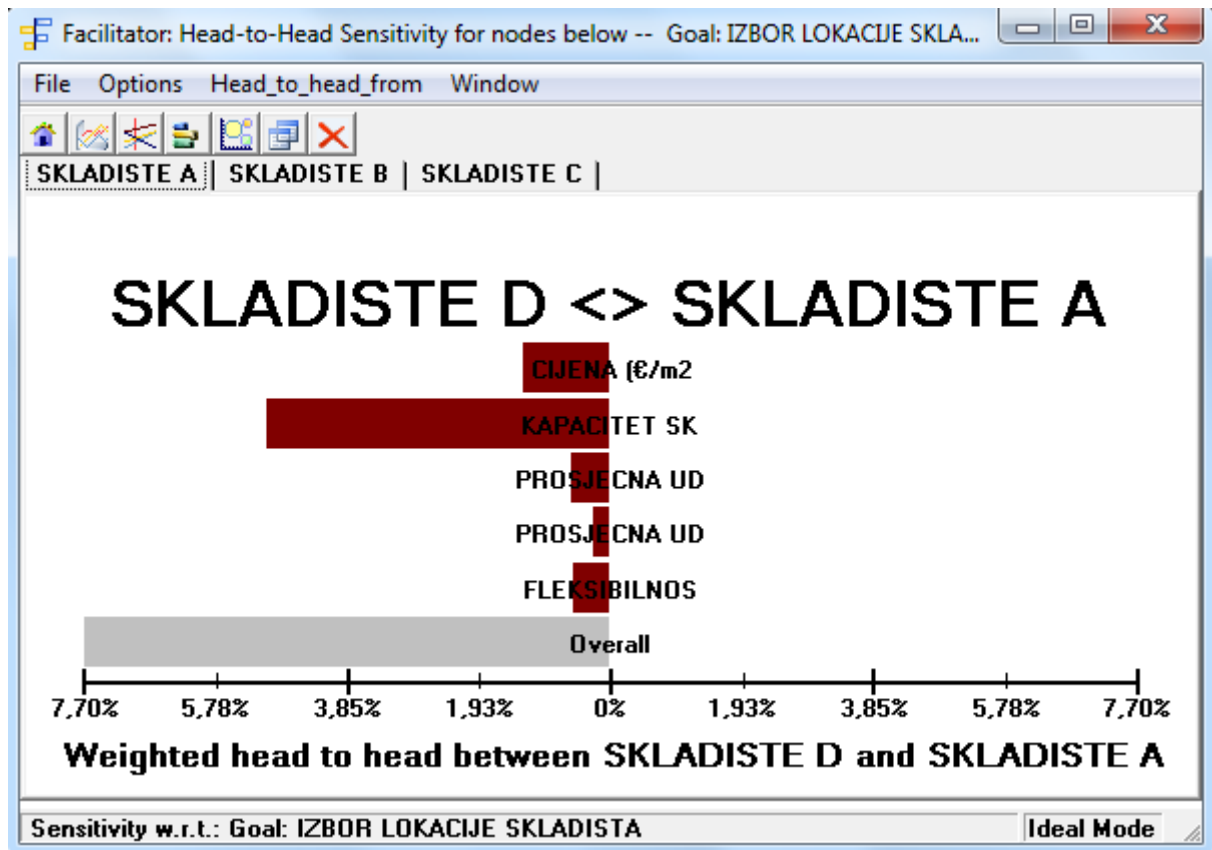 Facilitator: Head-to-Head Sensitivity for nodes below -- Goal: IZBOR LOKACIJE SKLA...
File Options Head_to_head_from Window
SKLADISTE A | SKLADISTE B | SKLADISTE C |
SKLADISTE D <> SKLADISTE A
CIJENA (€/m2
KAPACITET SK
PROSJECNA UD
PROSJECNA UD
FLEKSIBILNOS
Overall
7,70% 5,78% 3,85% 1,93% 0% 1,93% 3,85% 5,78% 7,70%
Weighted head to head between SKLADISTE D and SKLADISTE A
Sensitivity w.r.t.: Goal: IZBOR LOKACIJE SKLADISTA Ideal Mode